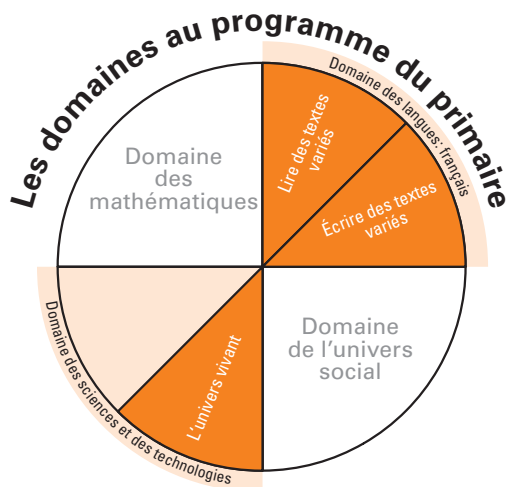 Les domaines au programme du primaire
Domaine des langues: français
Lire des textes
variés
Écrire des textes
variés
Domaine
des
mathématiques
Domaine
de l'univers
social
L'univers vivant
Domaine des sciences et des technologies